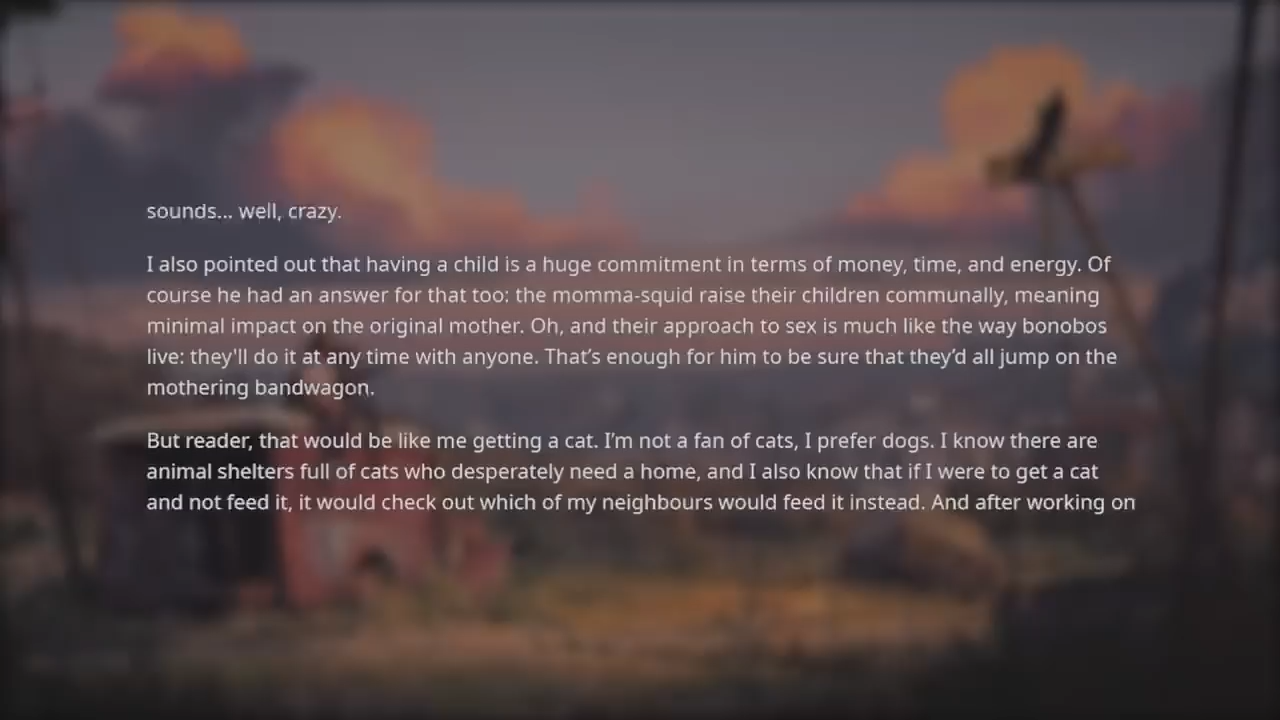 sounds... well, crazy.
I also pointed out that having a child is a huge commitment in terms of money, time, and energy. Of
course he had an answer for that too: the momma-squid raise their children communally, meaning
minimal impact on the original mother. Oh, and their approach to sex is much like the way bonobos
live: they'll do it at any time with anyone. That’s enough for him to be sure that they’d all jump on the
mothering bandwagon.
But reader, that would be like me getting a cat. I’m not a fan of cats, I prefer dogs. I know there are
animal shelters full of cats who desperately need a home, and I also know that if I were to get a cat
and not feed it, it would check out which of my neighbours would feed it instead. And after working on